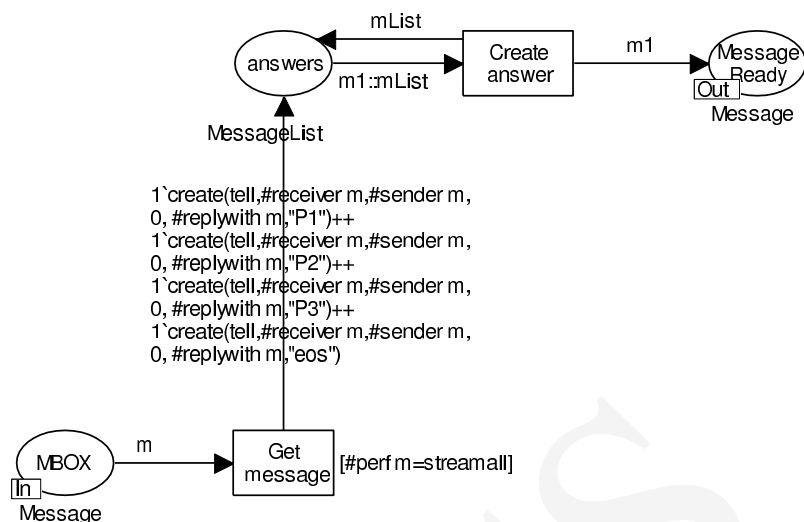 mList
answers
Create
answer
m1
Message
Ready
Out
Message
m1::mList
MessageList
1`create(tell,#receiver m,#sender m,
0, #replywith m,"P1")++
1`create(tell,#receiver m,#sender m,
0, #replywith m,"P2")++
1`create(tell,#receiver m,#sender m,
0, #replywith m,"P3")++
1`create(tell,#receiver m,#sender m,
0, #replywith m,"eos")
MBOX
In
Message
m
Get
message
[#perf m=streamall]